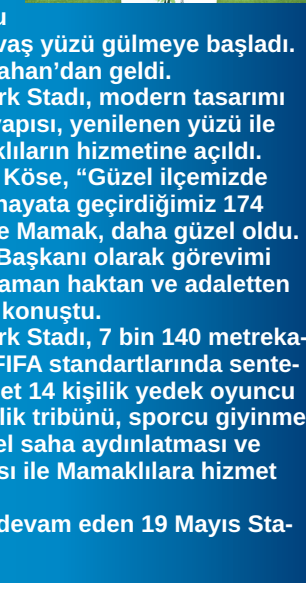 u
vaş yüzü gülmeye başladı.
ahan’dan geldi.
rk Stadı, modern tasarımı
yapısı, yenilenen yüzü ile
klıların hizmetine açıldı.
Köse, “Güzel ilçemizde
hayata geçirdiğimiz 174
e Mamak, daha güzel oldu.
Başkanı olarak görevimi
aman haktan ve adaletten
konuştu.
rk Stadı, 7 bin 140 metreka-
FIFA standartlarında sente-
et 14 kişilik yedek oyuncu
lik tribünü, sporcu giyinme
el saha aydınlatması ve
ası ile Mamaklılara hizmet
devam eden 19 Mayıs Sta-